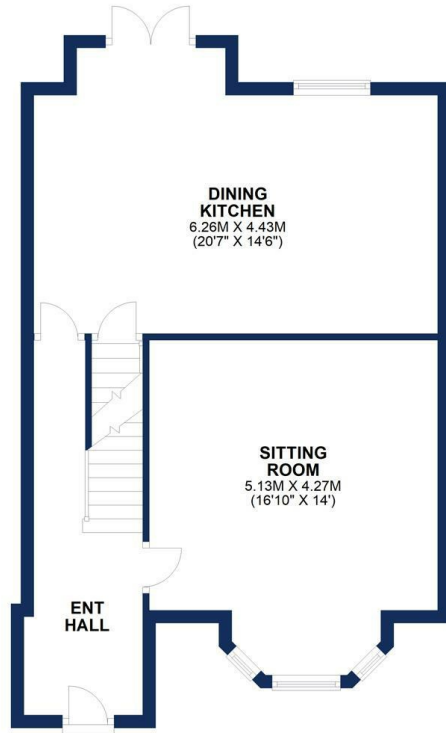 DINING
KITCHEN
6.26M X 4.43M
(20'7" X 14'6")
SITTING
ROOM
5.13M X 4.27M
(16'10" X 14')
ENT
HALL